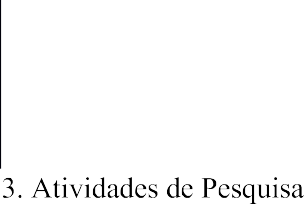 3. Atividades de Pesquisa